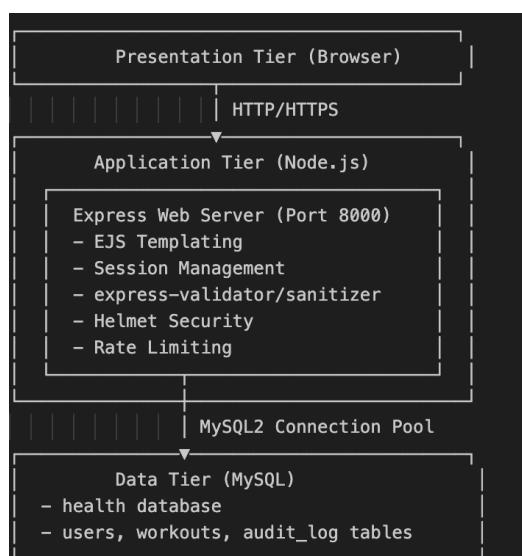 Presentation Tier (Browser)
HTTP/HTTPS
Application Tier (Node.js)
Express Web Server (Port 8000)
– EJS Templating
– Session Management
– express-validator/sanitizer
– Helmet Security
– Rate Limiting
MySQL2 Connection Pool
Data Tier (MySQL)
– health database
– users, workouts, audit_log tables